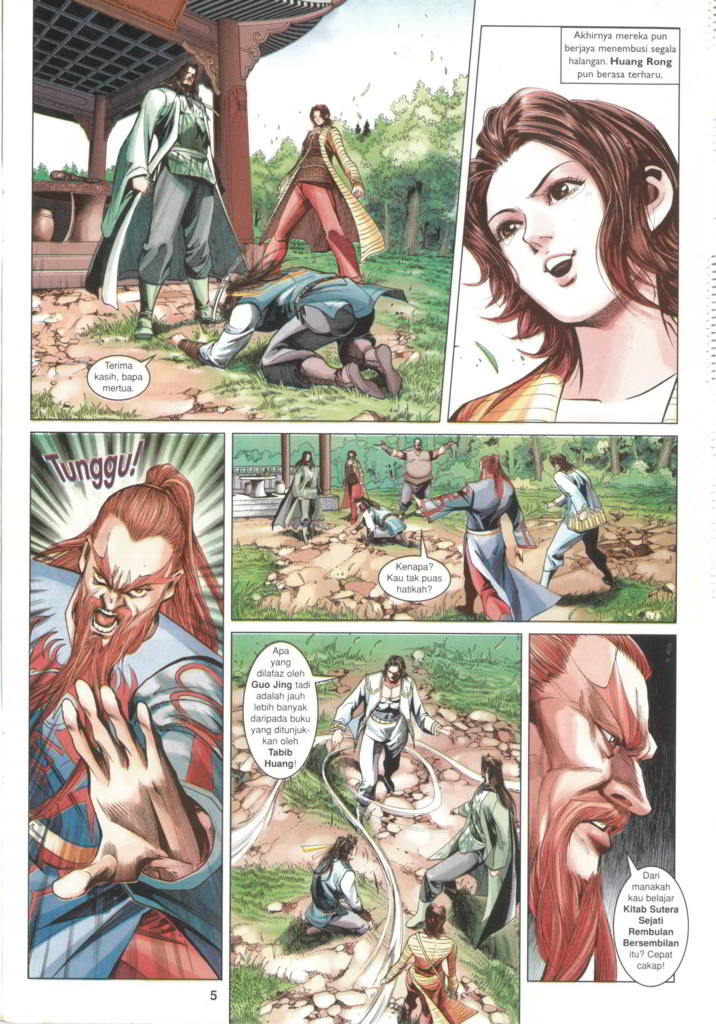 Akhirnya mereka pun
berjaya menembusi segala
halangan. Huang Rong
pun berasa terharu.
Terima
kasih, bapa
mertua.
Tunggu!
Kenapa?
Kau tak puas
hatikah?
Apa
yang
dilafaz oleh
Guo Jing tadi
adalah jauh
lebih banyak
daripada buku
yang ditunjuk-
kan oleh
Tabib
Huang!
Dari
manakah
kau belajar
Kitab Sutera
Sejati
Rembulan
Bersembilan
itu? Cepat
cakap!
5